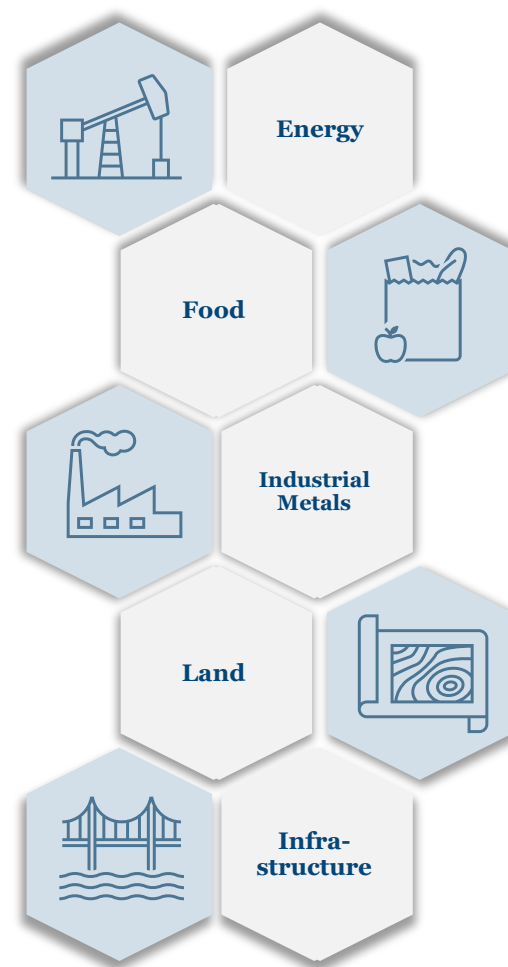 Energy
Food
Industrial
Metals
Land
Infra-
structure